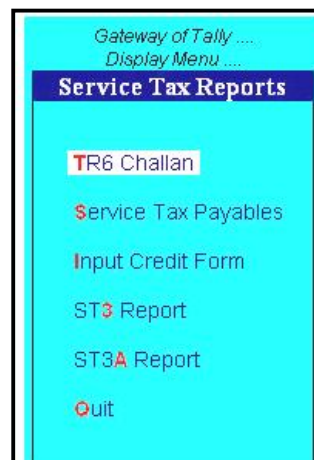 Gateway of Tally ....
Display Menu ....
Service Tax Reports
TR6 Challan
Service Tax Payables
Input Credit Form
ST3 Report
ST3A Report
Quit